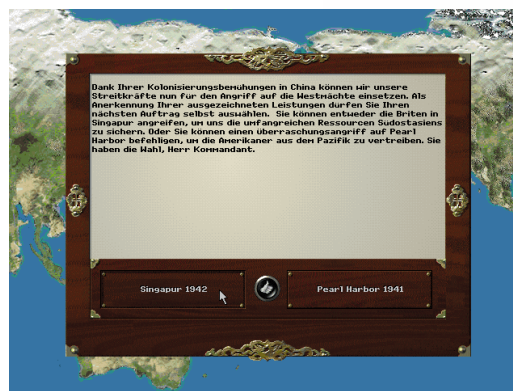 Dank Ihrer Kolonisierungsbemühungen in China können wir unsere
Streitkräfte nun für den Angriff auf die Westmächte einsetzen. Als
Anerkennung Ihrer ausgezeichneten Leistungen dürfen Sie Ihren
nächsten Auftrag selbst auswählen. Sie können entweder die Briten in
Singapur angreifen, um uns die umfangreichen Ressourcen Südostasiens
zu sichern. Oder Sie können einen Überraschungsangriff auf Pearl
Harbor befehligen, um die Amerikaner aus dem Pazifik zu vertreiben. Sie
haben die Wahl, Herr Kommandant.
Singapur 1942
Pearl Harbor 1941